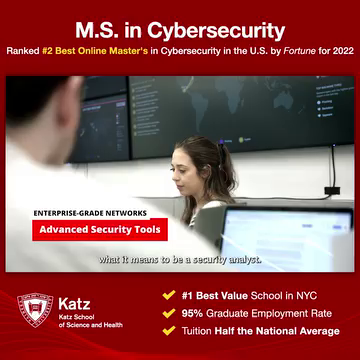 M.S. in Cybersecurity
Ranked #2 Best Online Master's in Cybersecurity in the U.S. by Fortune for 2022
ENTERPRISE-GRADE NETWORKS
Advanced Security Tools
what it means to be a security analyst.
#1 Best Value School in NYC
95% Graduate Employment Rate
Tuition Half the National Average
Katz
Katz School
of Science and Health